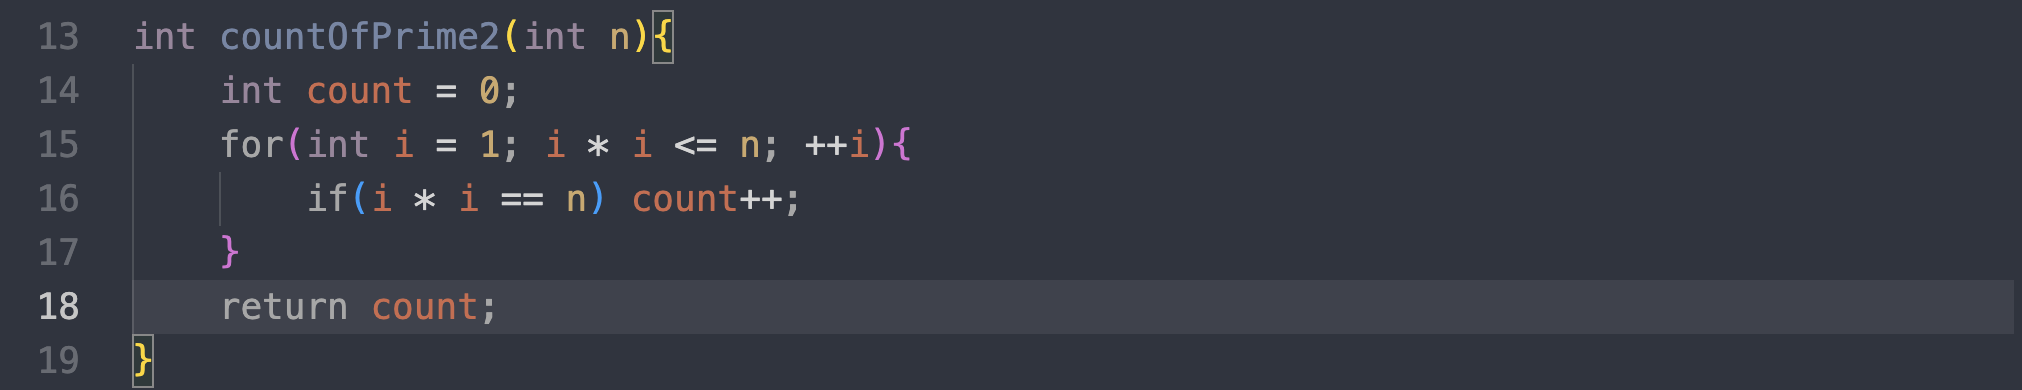 13 int countOfPrime2(int n){
14 int count = 0;
15 for(int i = 1; i * i <= n; ++i){
16 if(i * i == n) count++;
17 }
18 return count;
19 }